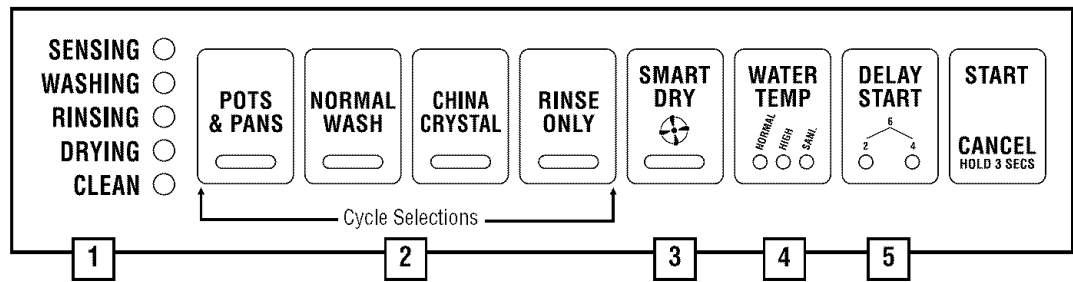 SENSING
WASHING
RINSING
DRYING
CLEAN
POTS
& PANS
NORMAL
WASH
CHINA
CRYSTAL
RINSE
ONLY
SMART
DRY
WATER
TEMP
NORMAL
HIGH
SANI.
DELAY
START
6
2 4
START
CANCEL
HOLD 3 SECS
Cycle Selections
1 2 3 4 5